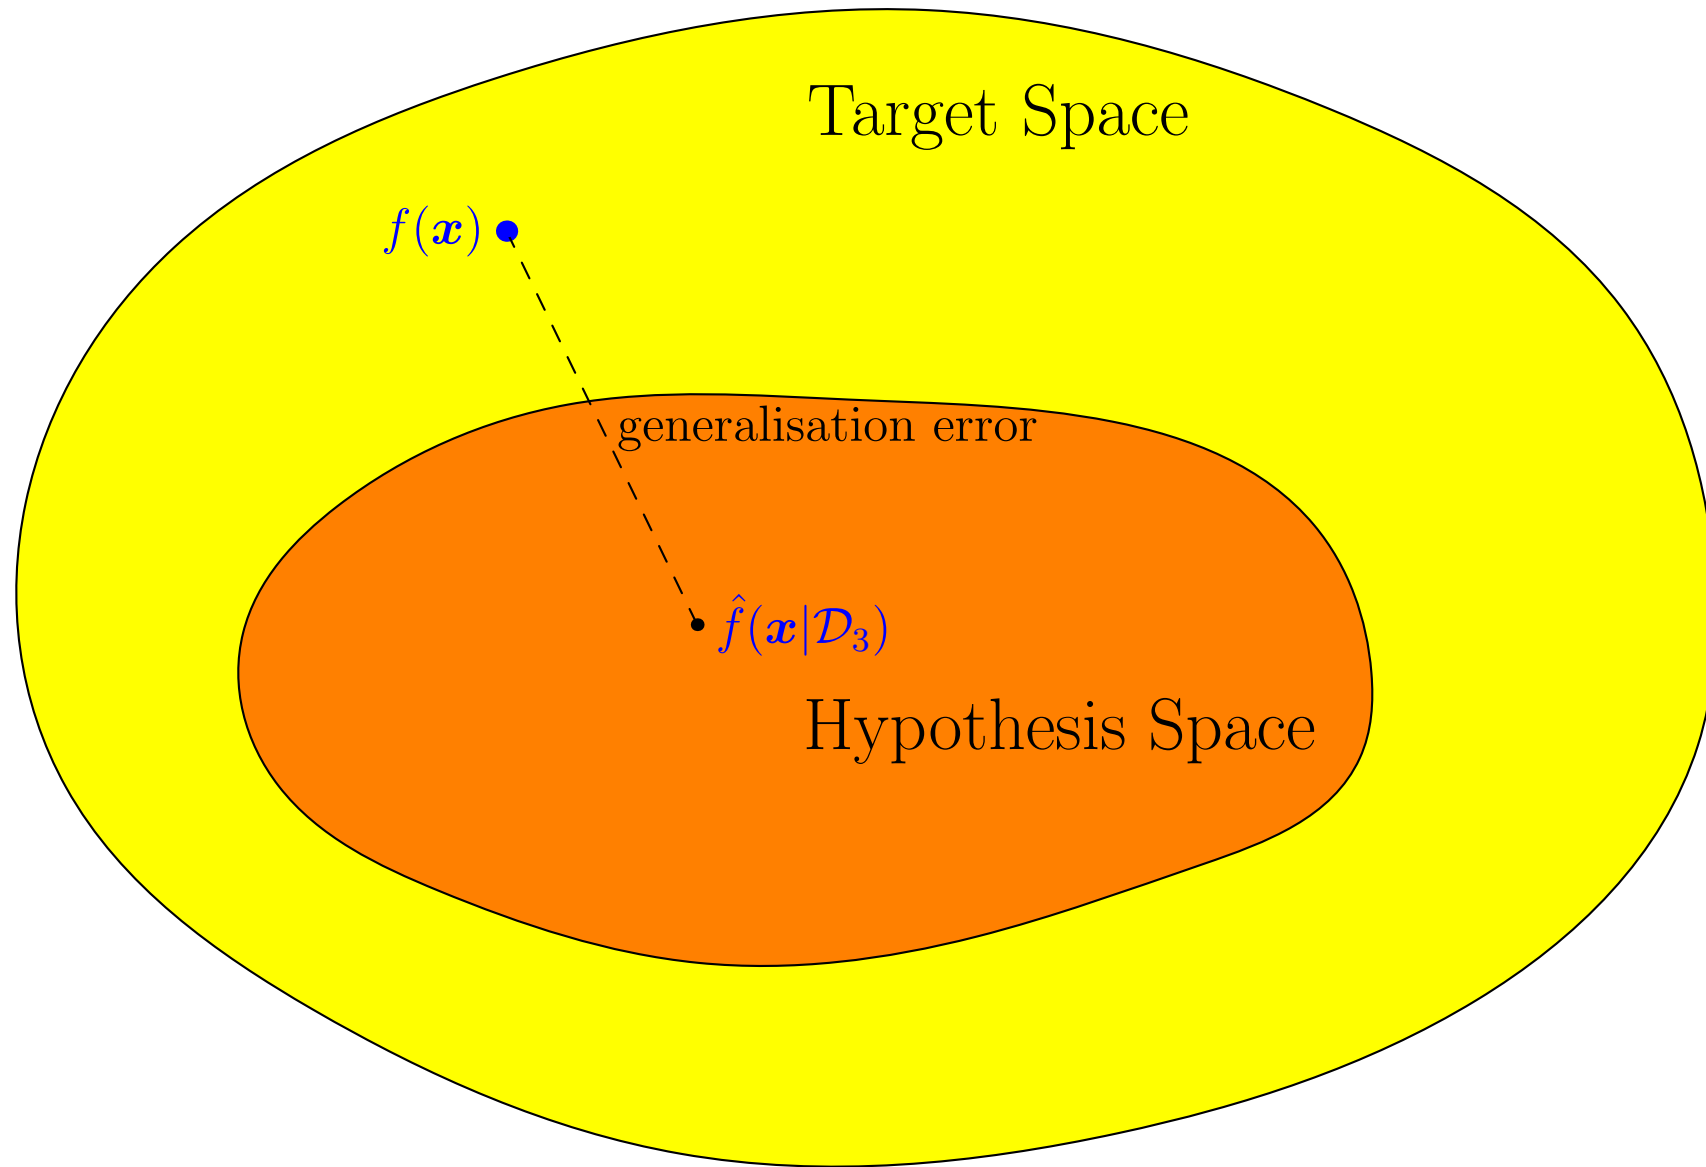 Target Space
f(x)
generalisation error
f̂(x|𝒟₃)
Hypothesis Space